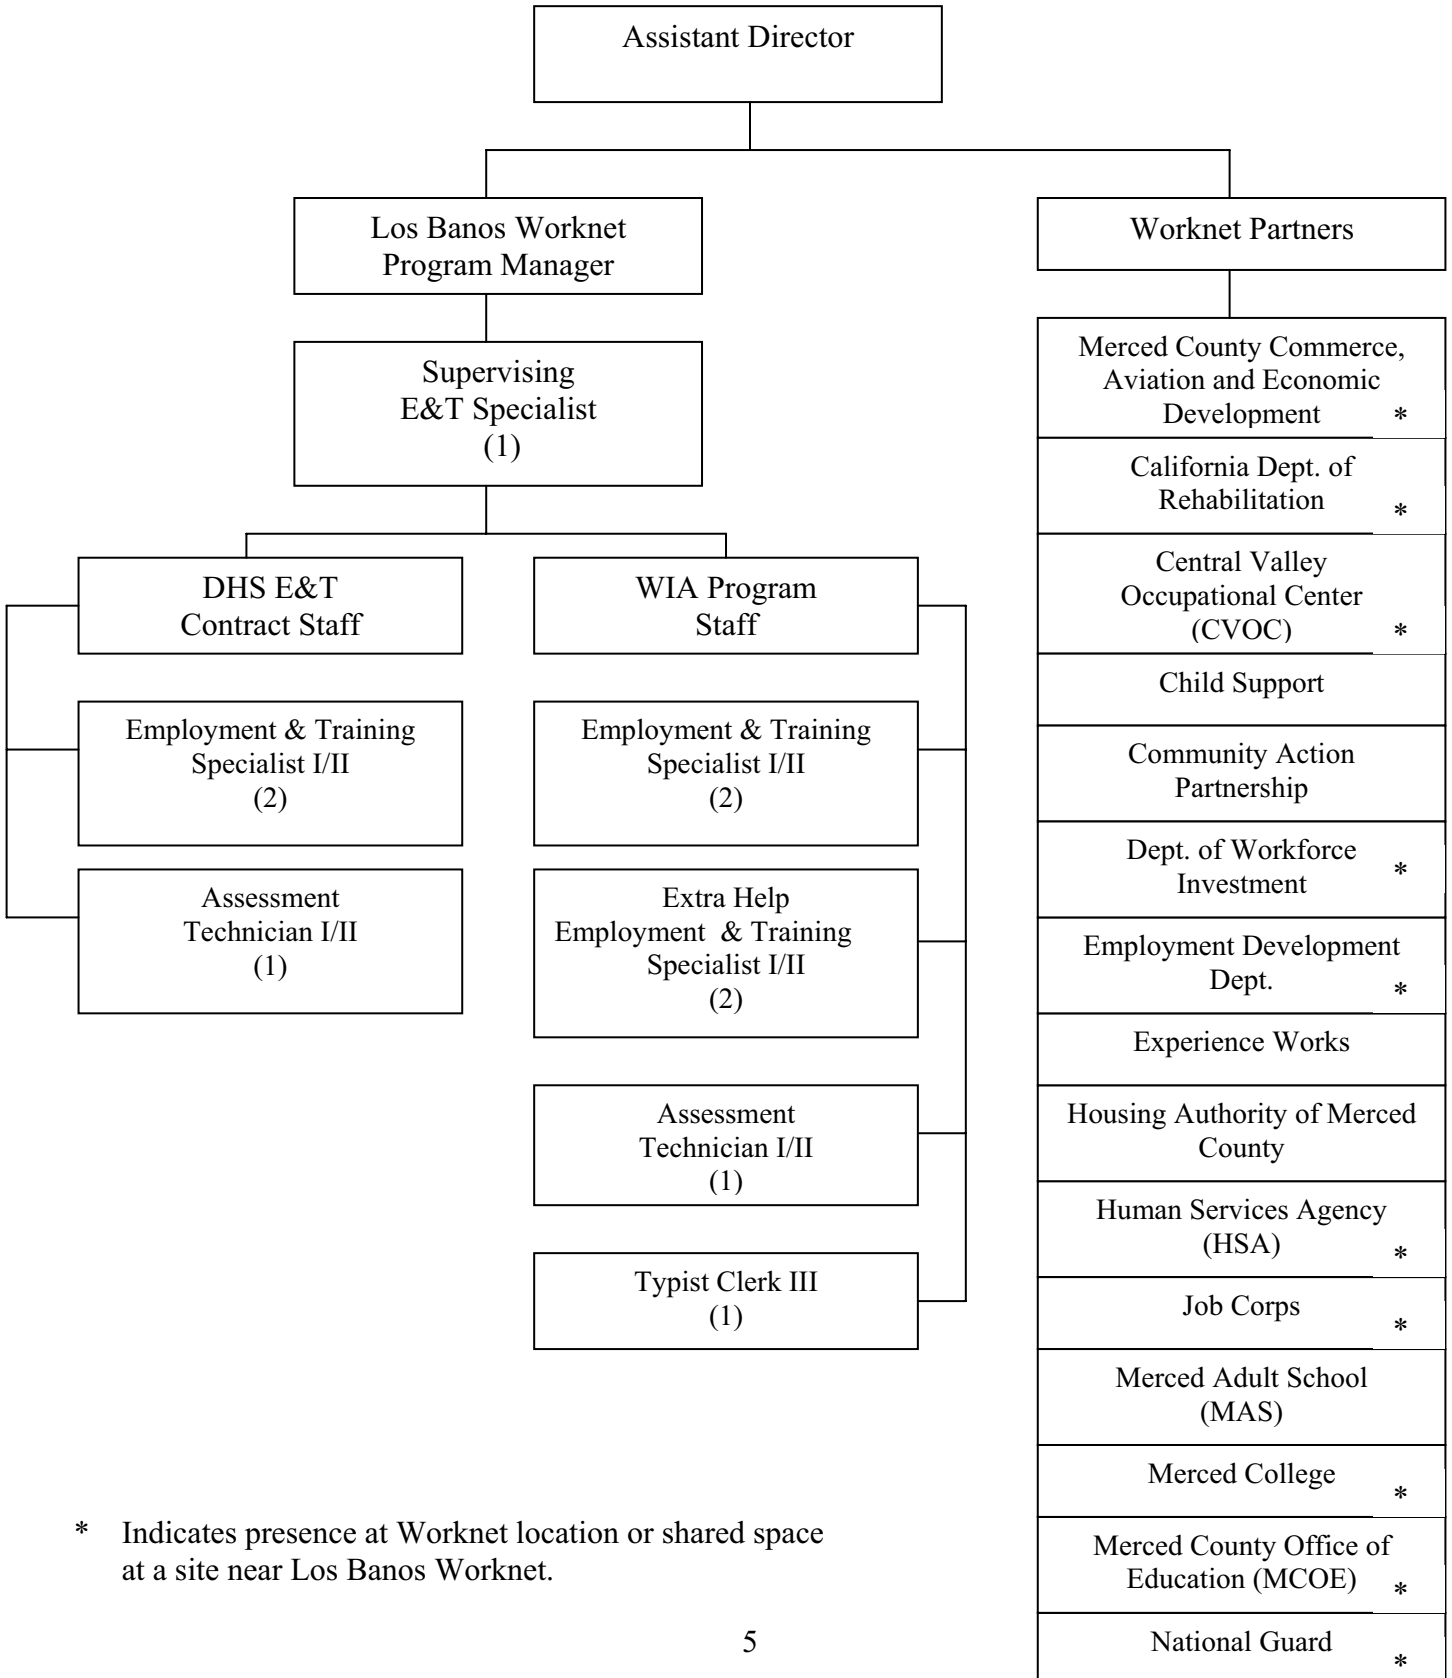 Assistant Director
Los Banos Worknet
Program Manager
Supervising
E&T Specialist
(1)
DHS E&T
Contract Staff
Employment & Training
Specialist I/II
(2)
Assessment
Technician I/II
(1)
WIA Program
Staff
Employment & Training
Specialist I/II
(2)
Extra Help
Employment & Training
Specialist I/II
(2)
Assessment
Technician I/II
(1)
Typist Clerk III
(1)
Worknet Partners
Merced County Commerce,
Aviation and Economic
Development *
California Dept. of
Rehabilitation *
Central Valley
Occupational Center
(CVOC) *
Child Support
Community Action
Partnership
Dept. of Workforce *
Investment
Employment Development
Dept. *
Experience Works
Housing Authority of Merced
County
Human Services Agency
(HSA) *
Job Corps *
Merced Adult School
(MAS)
Merced College *
Merced County Office of
Education (MCOE) *
National Guard *
* Indicates presence at Worknet location or shared space
at a site near Los Banos Worknet.
5